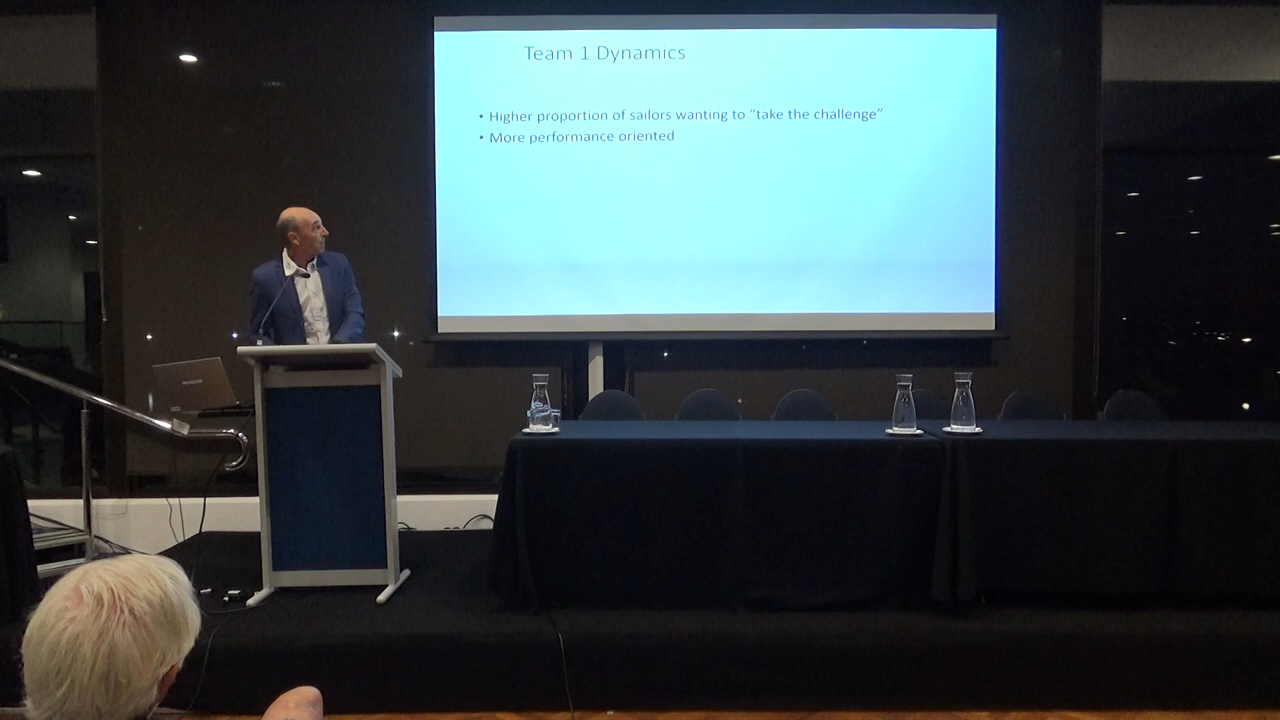 Team 1 Dynamics
• Higher proportion of sailors wanting to “take the challenge”
• More performance oriented